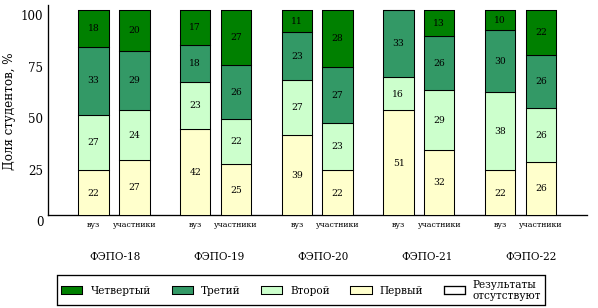 Доля студентов, %
100
75
50
25
0
18 20 17 27 11 28 33 13 10 22
33 29 18 26 23 27 16 26 30 26
27 24 23 22 27 23 51 29 38 26
22 27 42 25 39 22 32 22 26
вуз участники вуз участники вуз участники вуз участники вуз участники
ФЭПО-18 ФЭПО-19 ФЭПО-20 ФЭПО-21 ФЭПО-22
Четвертый Третий Второй Первый Результаты
отсутствуют